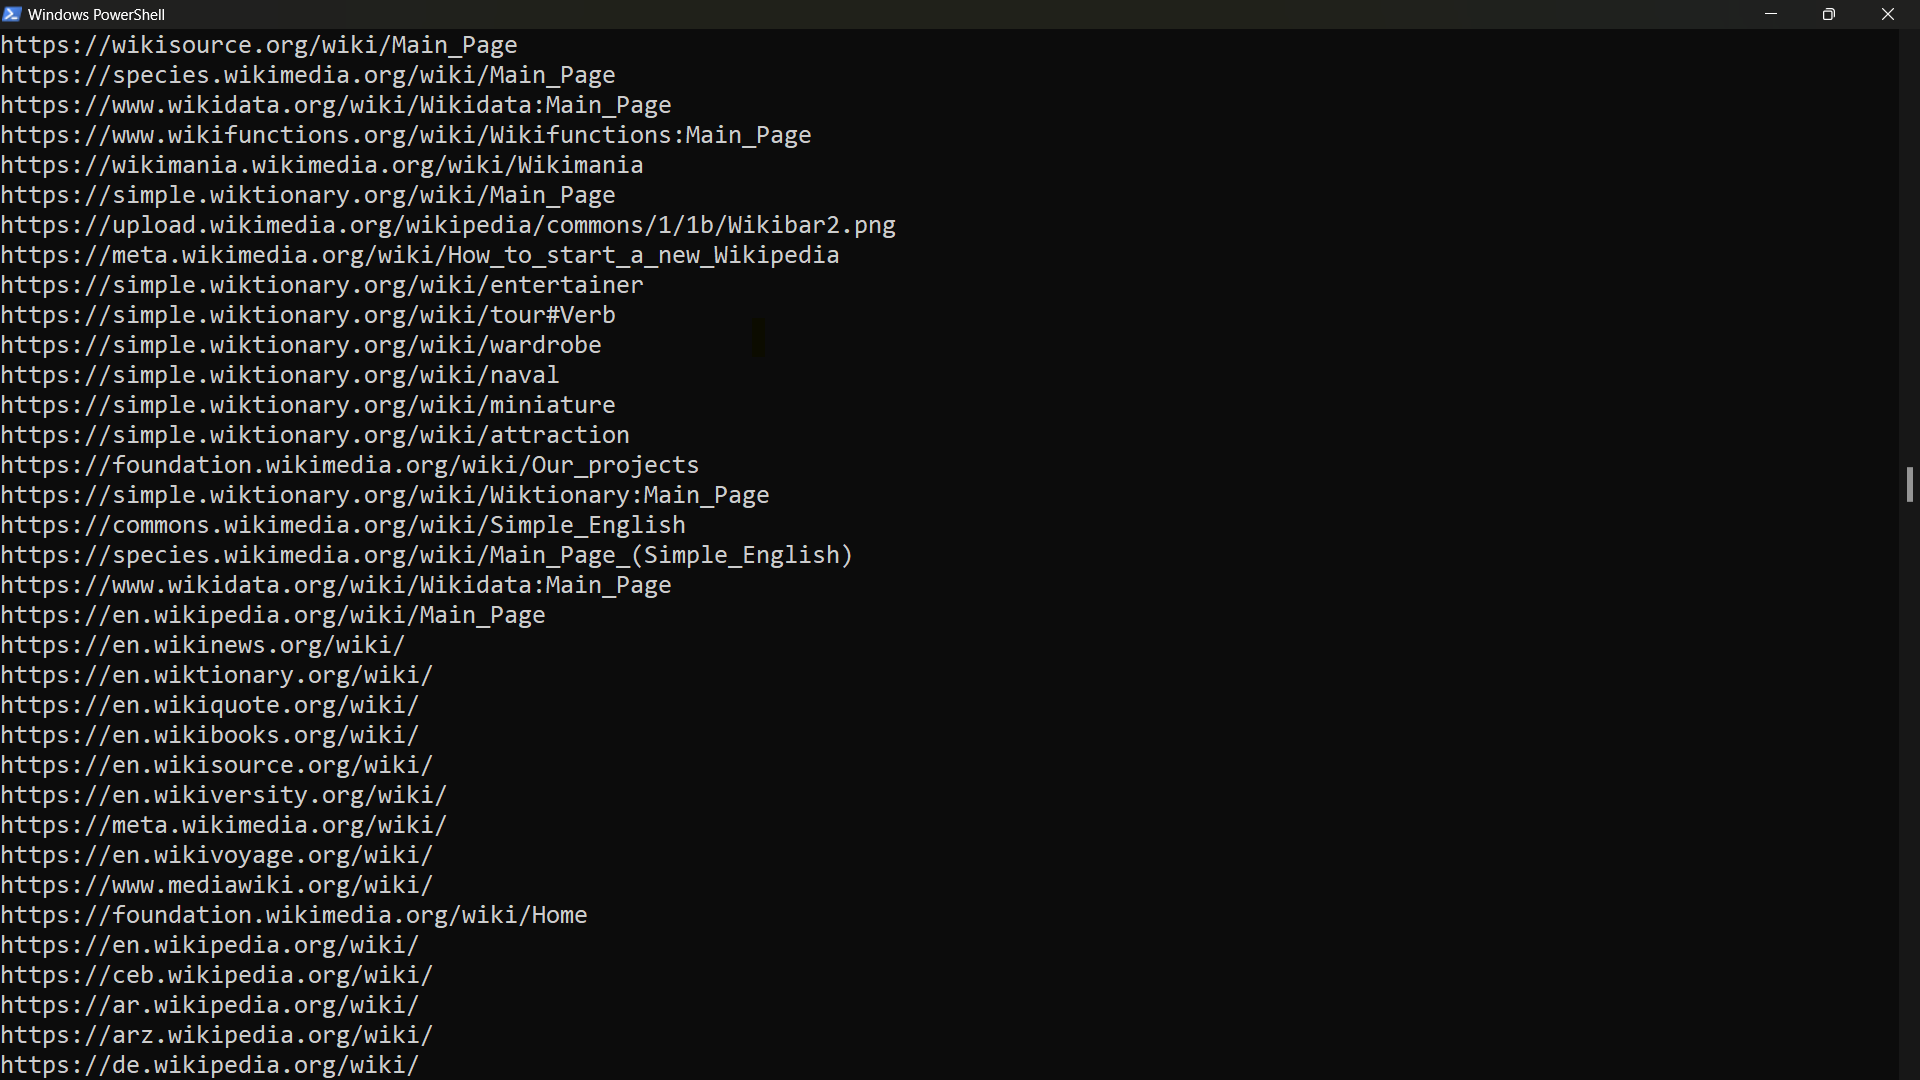 Windows PowerShell
https://wikisource.org/wiki/Main_Page
https://species.wikimedia.org/wiki/Main_Page
https://www.wikidata.org/wiki/Wikidata:Main_Page
https://www.wikifunctions.org/wiki/Wikifunctions:Main_Page
https://wikimania.wikimedia.org/wiki/Wikimania
https://simple.wiktionary.org/wiki/Main_Page
https://upload.wikimedia.org/wikipedia/commons/1/1b/Wikibar2.png
https://meta.wikimedia.org/wiki/How_to_start_a_new_Wikipedia
https://simple.wiktionary.org/wiki/entertainer
https://simple.wiktionary.org/wiki/tour#Verb
https://simple.wiktionary.org/wiki/wardrobe
https://simple.wiktionary.org/wiki/naval
https://simple.wiktionary.org/wiki/miniature
https://simple.wiktionary.org/wiki/attraction
https://foundation.wikimedia.org/wiki/Our_projects
https://simple.wiktionary.org/wiki/Wiktionary:Main_Page
https://commons.wikimedia.org/wiki/Simple_English
https://species.wikimedia.org/wiki/Main_Page_(Simple_English)
https://www.wikidata.org/wiki/Wikidata:Main_Page
https://en.wikipedia.org/wiki/Main_Page
https://en.wikinews.org/wiki/
https://en.wiktionary.org/wiki/
https://en.wikiquote.org/wiki/
https://en.wikibooks.org/wiki/
https://en.wikisource.org/wiki/
https://en.wikiversity.org/wiki/
https://meta.wikimedia.org/wiki/
https://en.wikivoyage.org/wiki/
https://www.mediawiki.org/wiki/
https://foundation.wikimedia.org/wiki/Home
https://en.wikipedia.org/wiki/
https://ceb.wikipedia.org/wiki/
https://ar.wikipedia.org/wiki/
https://arz.wikipedia.org/wiki/
https://de.wikipedia.org/wiki/